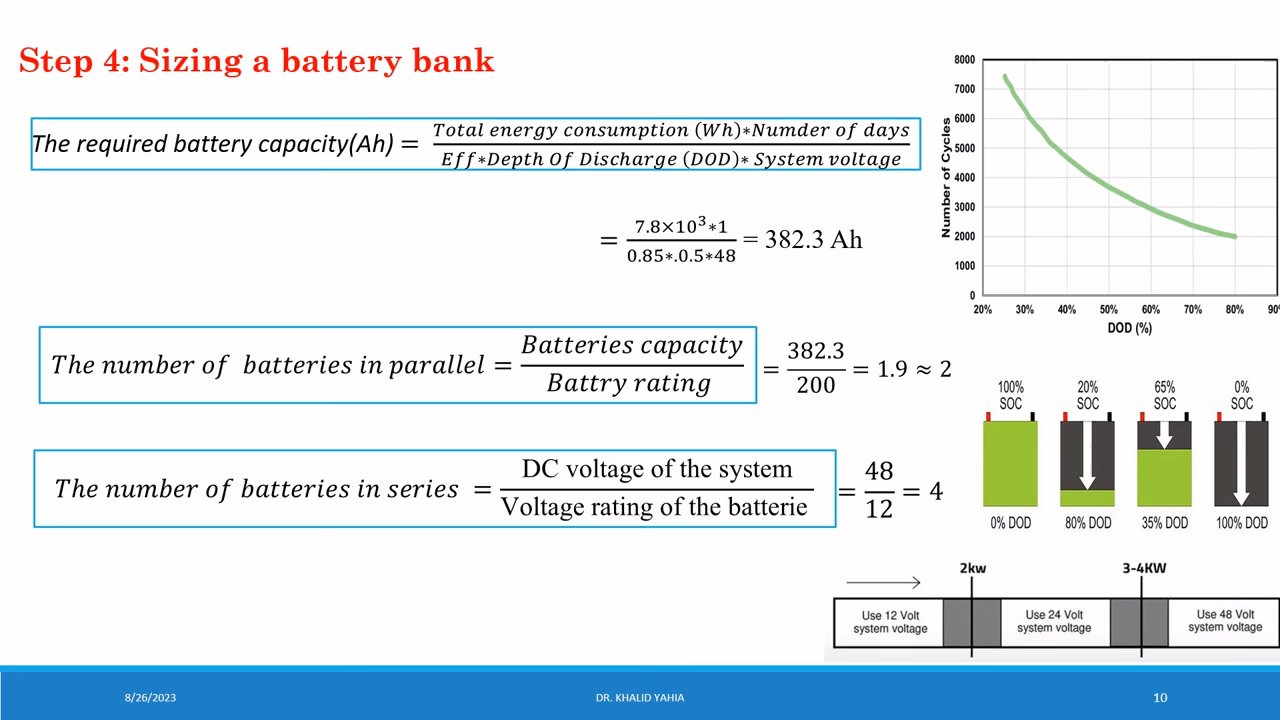 Step 4: Sizing a battery bank
The required battery capacity(Ah) = Total energy consumption (Wh)∗Numder of days
Eff∗Depth Of Discharge (DOD)∗ System voltage
= 7.8×10³∗1
0.85∗.0.5∗48
= 382.3 Ah
The number of batteries in parallel = Batteries capacity
Battry rating
= 382.3
200
= 1.9 ≈ 2
The number of batteries in series = DC voltage of the system
Voltage rating of the batterie
= 48
12
= 4
Number of Cycles
8000
7000
6000
5000
4000
3000
2000
1000
0
20% 30% 40% 50% 60% 70% 80% 90%
DOD (%)
100% 20% 65% 0%
SOC SOC SOC SOC
0% DOD 80% DOD 35% DOD 100% DOD
2kw 3-4KW
Use 12 Volt Use 24 Volt Use 48 Volt
system voltage system voltage system voltage
8/26/2023 DR. KHALID YAHIA 10